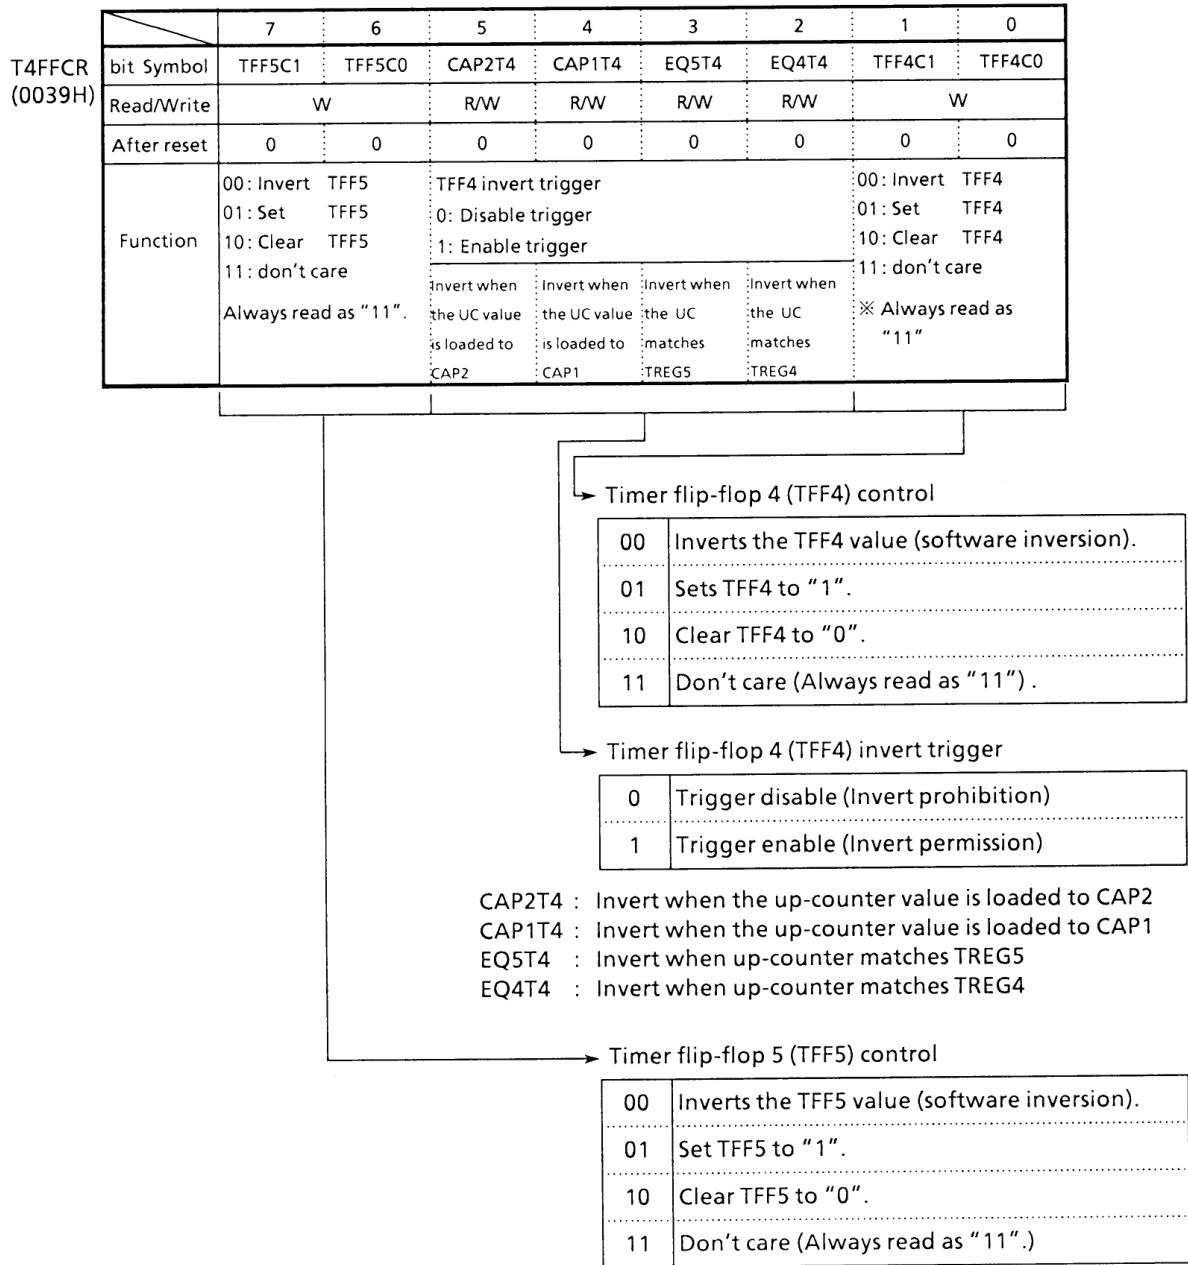 7 6 5 4 3 2 1 0
T4FFCR (0039H)
bit Symbol TFF5C1 TFF5C0 CAP2T4 CAP1T4 EQ5T4 EQ4T4 TFF4C1 TFF4C0
Read/Write W R/W R/W R/W R/W W
After reset 0 0 0 0 0 0 0 0
Function
00: Invert TFF5
01: Set TFF5
10: Clear TFF5
11: don't care
Always read as "11".
TFF4 invert trigger
0: Disable trigger
1: Enable trigger
Invert when
the UC value
is loaded to
CAP2
Invert when
the UC value
is loaded to
CAP1
Invert when
the UC
matches
TREG5
Invert when
the UC
matches
TREG4
00: Invert TFF4
01: Set TFF4
10: Clear TFF4
11: don't care
※ Always read as
"11"
Timer flip-flop 4 (TFF4) control
00 Inverts the TFF4 value (software inversion).
01 Sets TFF4 to "1".
10 Clear TFF4 to "0".
11 Don't care (Always read as "11") .
Timer flip-flop 4 (TFF4) invert trigger
0 Trigger disable (Invert prohibition)
1 Trigger enable (Invert permission)
CAP2T4 : Invert when the up-counter value is loaded to CAP2
CAP1T4 : Invert when the up-counter value is loaded to CAP1
EQ5T4 : Invert when up-counter matches TREG5
EQ4T4 : Invert when up-counter matches TREG4
Timer flip-flop 5 (TFF5) control
00 Inverts the TFF5 value (software inversion).
01 Set TFF5 to "1".
10 Clear TFF5 to "0".
11 Don't care (Always read as "11".)